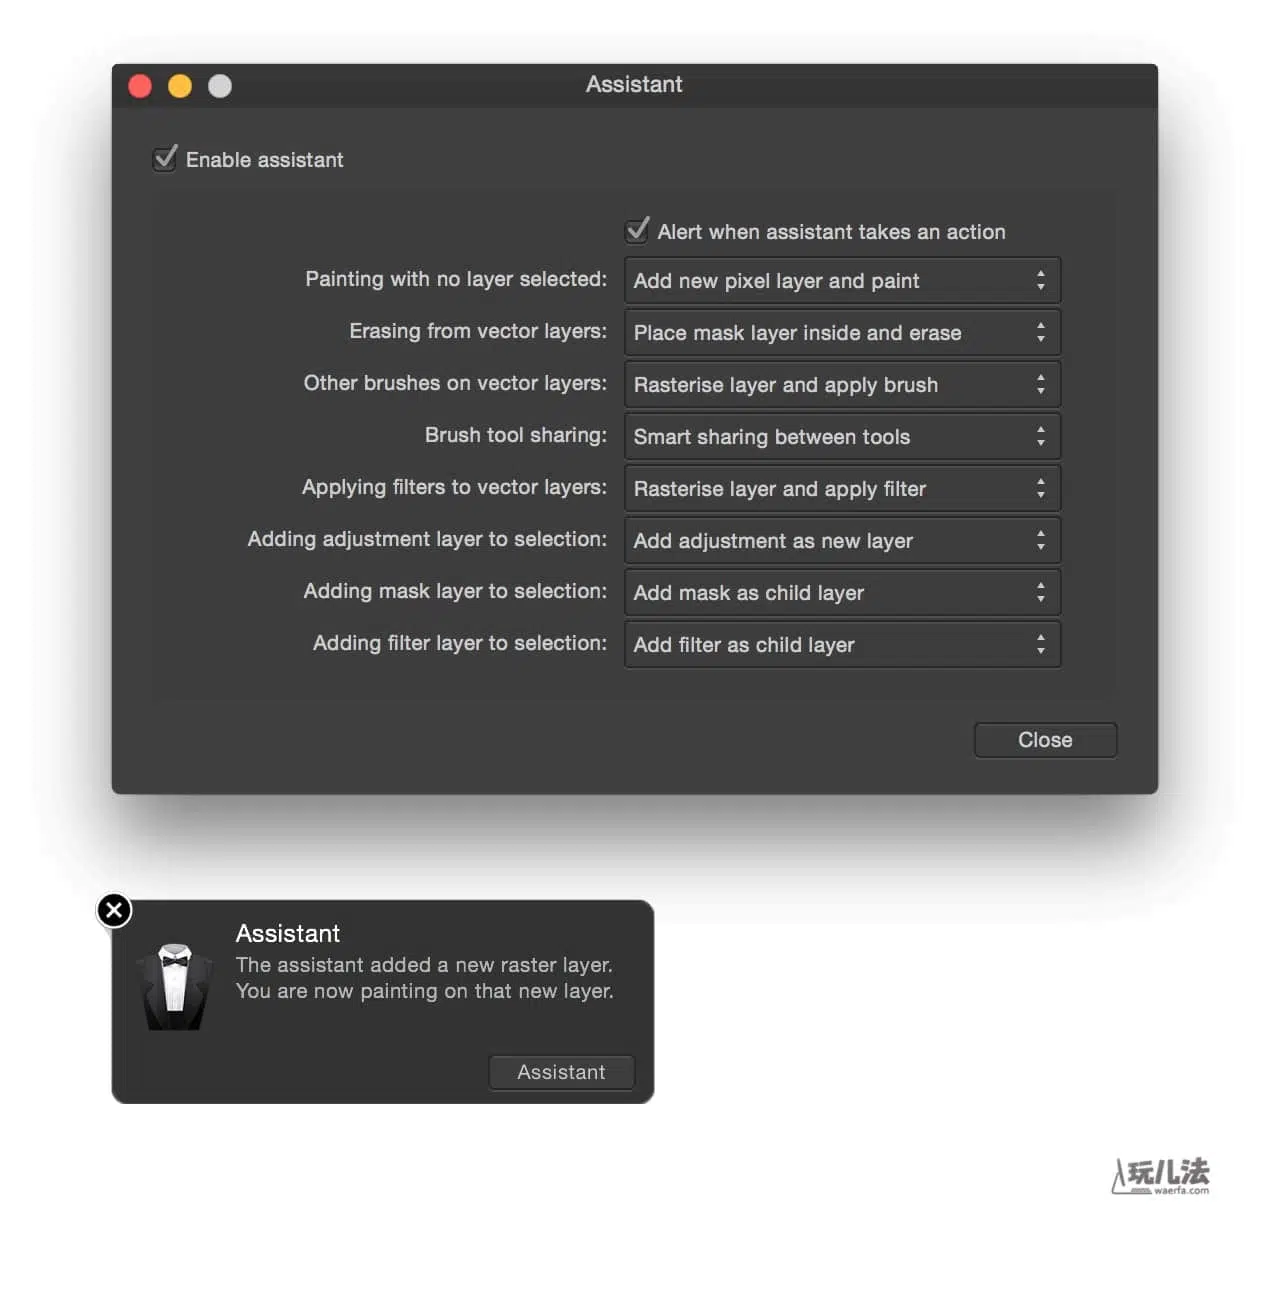 Assistant
Enable assistant
Alert when assistant takes an action
Painting with no layer selected: Add new pixel layer and paint
Erasing from vector layers: Place mask layer inside and erase
Other brushes on vector layers: Rasterise layer and apply brush
Brush tool sharing: Smart sharing between tools
Applying filters to vector layers: Rasterise layer and apply filter
Adding adjustment layer to selection: Add adjustment as new layer
Adding mask layer to selection: Add mask as child layer
Adding filter layer to selection: Add filter as child layer
Close
Assistant
The assistant added a new raster layer.
You are now painting on that new layer.
Assistant
玩儿法
waerfa.com